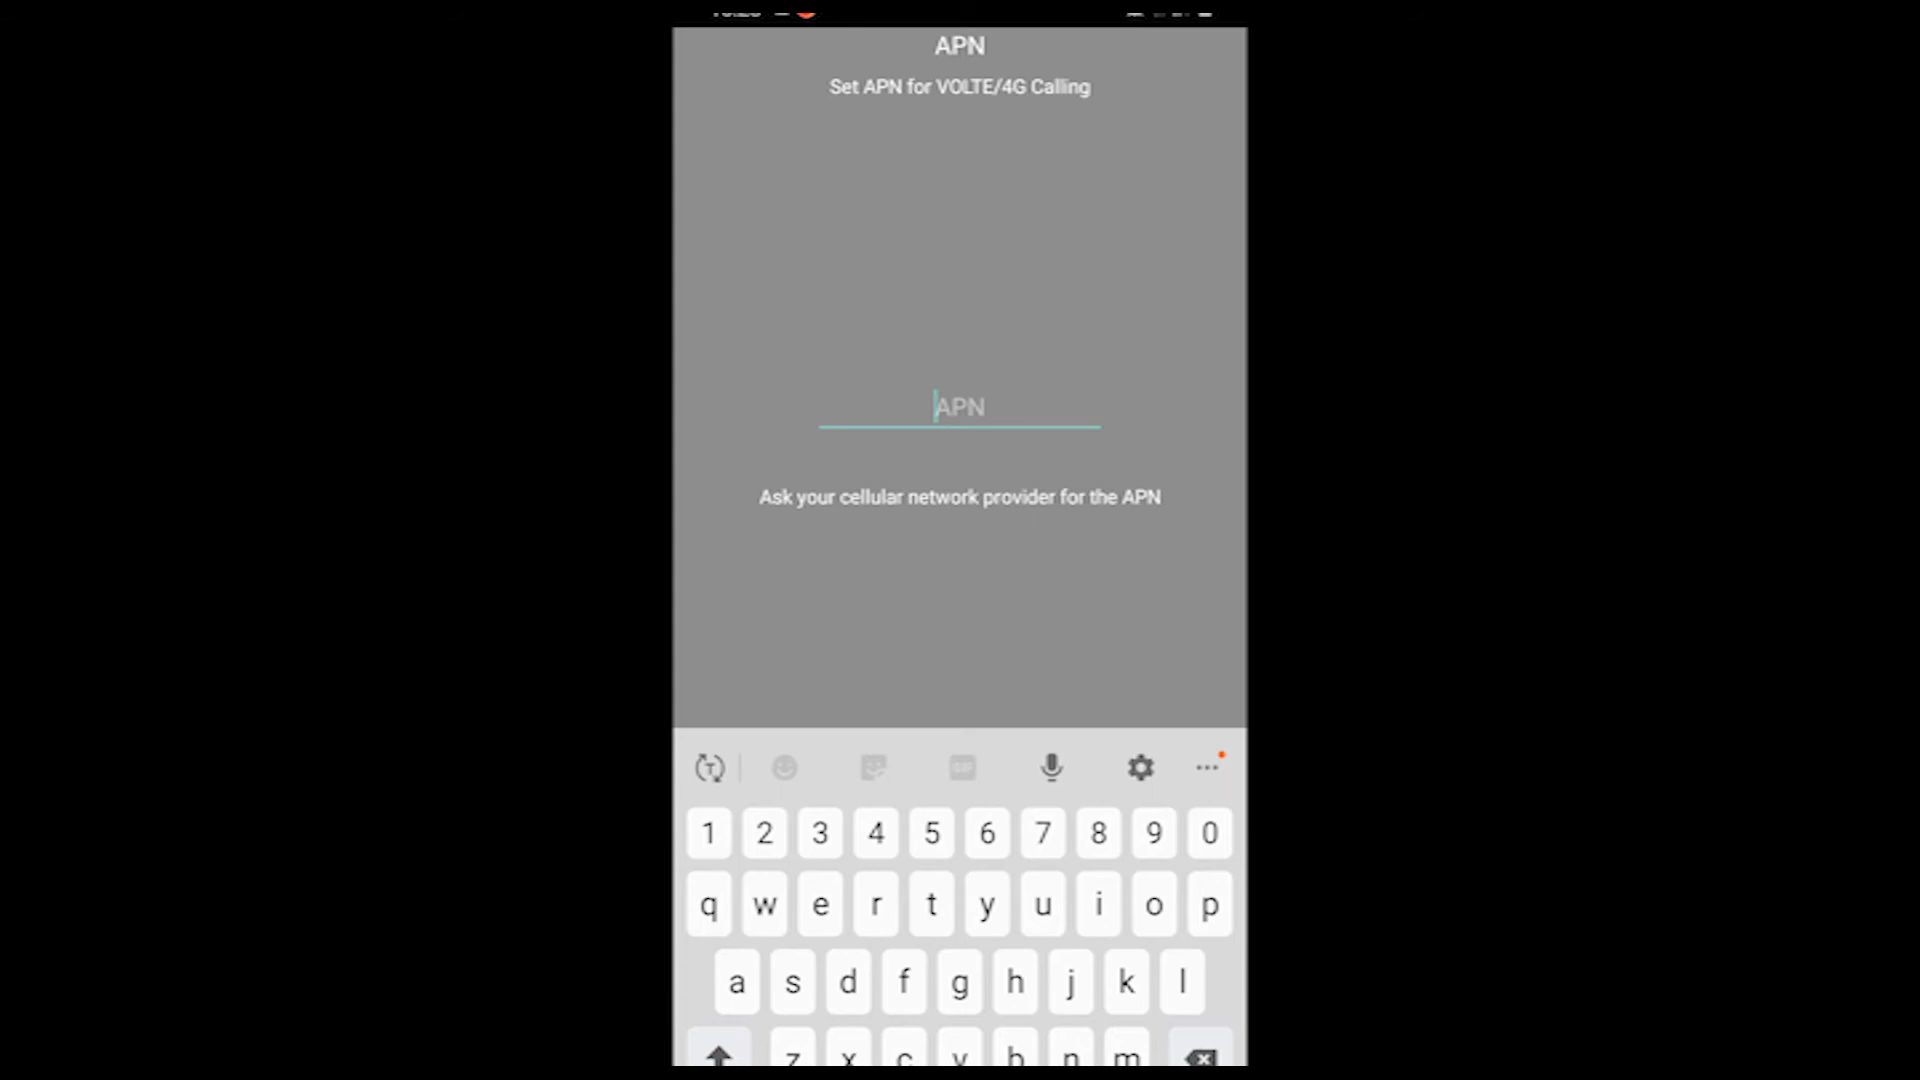 APN
Set APN for VOLTE/4G Calling
APN
Ask your cellular network provider for the APN
GIF
1 2 3 4 5 6 7 8 9 0
q w e r t y u i o p
a s d f g h j k l
z x c v b n m